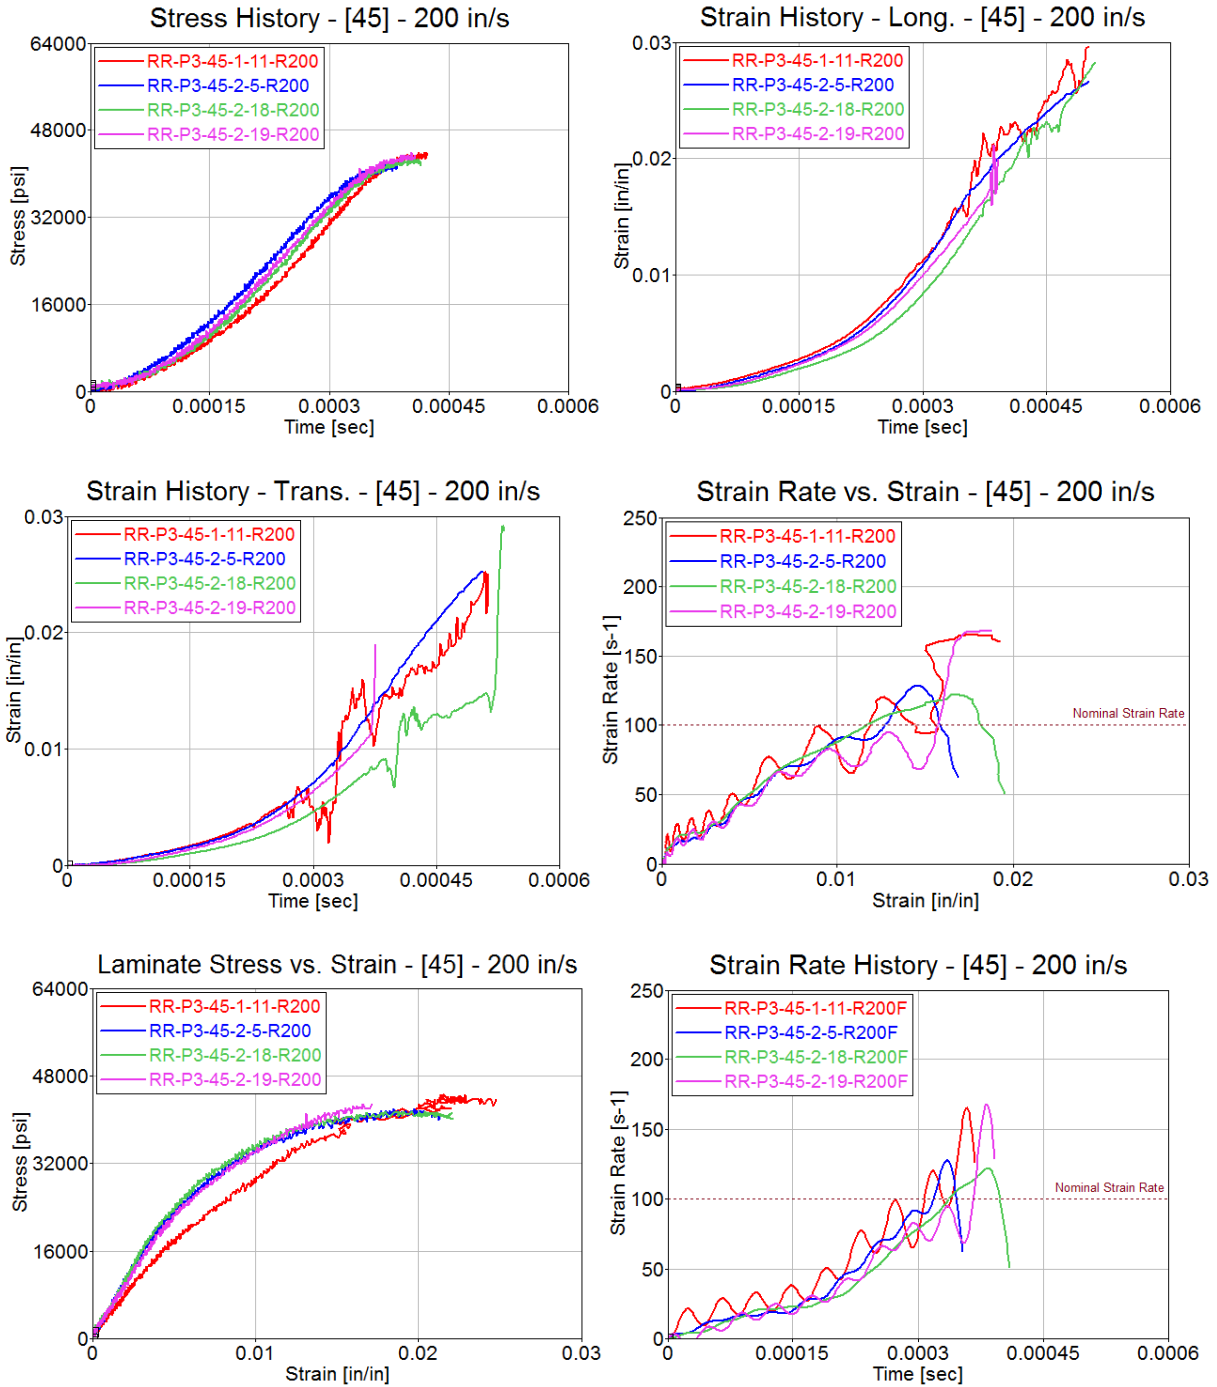 Stress History - [45] - 200 in/s
64000
48000
32000
16000
0
Stress [psi]
RR-P3-45-1-11-R200
RR-P3-45-2-5-R200
RR-P3-45-2-18-R200
RR-P3-45-2-19-R200
0
0.00015
0.0003
0.00045
0.0006
Time [sec]
Strain History - Long. - [45] - 200 in/s
0.03
0.02
0.01
0
Strain [in/in]
RR-P3-45-1-11-R200
RR-P3-45-2-5-R200
RR-P3-45-2-18-R200
RR-P3-45-2-19-R200
0
0.00015
0.0003
0.00045
0.0006
Time [sec]
Strain History - Trans. - [45] - 200 in/s
0.03
0.02
0.01
0
Strain [in/in]
RR-P3-45-1-11-R200
RR-P3-45-2-5-R200
RR-P3-45-2-18-R200
RR-P3-45-2-19-R200
0
0.00015
0.0003
0.00045
0.0006
Time [sec]
Strain Rate vs. Strain - [45] - 200 in/s
250
200
150
100
50
0
Strain Rate [s-1]
RR-P3-45-1-11-R200
RR-P3-45-2-5-R200
RR-P3-45-2-18-R200
RR-P3-45-2-19-R200
Nominal Strain Rate
0
0.01
0.02
0.03
Strain [in/in]
Laminate Stress vs. Strain - [45] - 200 in/s
64000
48000
32000
16000
0
Stress [psi]
RR-P3-45-1-11-R200
RR-P3-45-2-5-R200
RR-P3-45-2-18-R200
RR-P3-45-2-19-R200
0
0.01
0.02
0.03
Strain [in/in]
Strain Rate History - [45] - 200 in/s
250
200
150
100
50
0
Strain Rate [s-1]
RR-P3-45-1-11-R200F
RR-P3-45-2-5-R200F
RR-P3-45-2-18-R200F
RR-P3-45-2-19-R200F
Nominal Strain Rate
0
0.00015
0.0003
0.00045
0.0006
Time [sec]